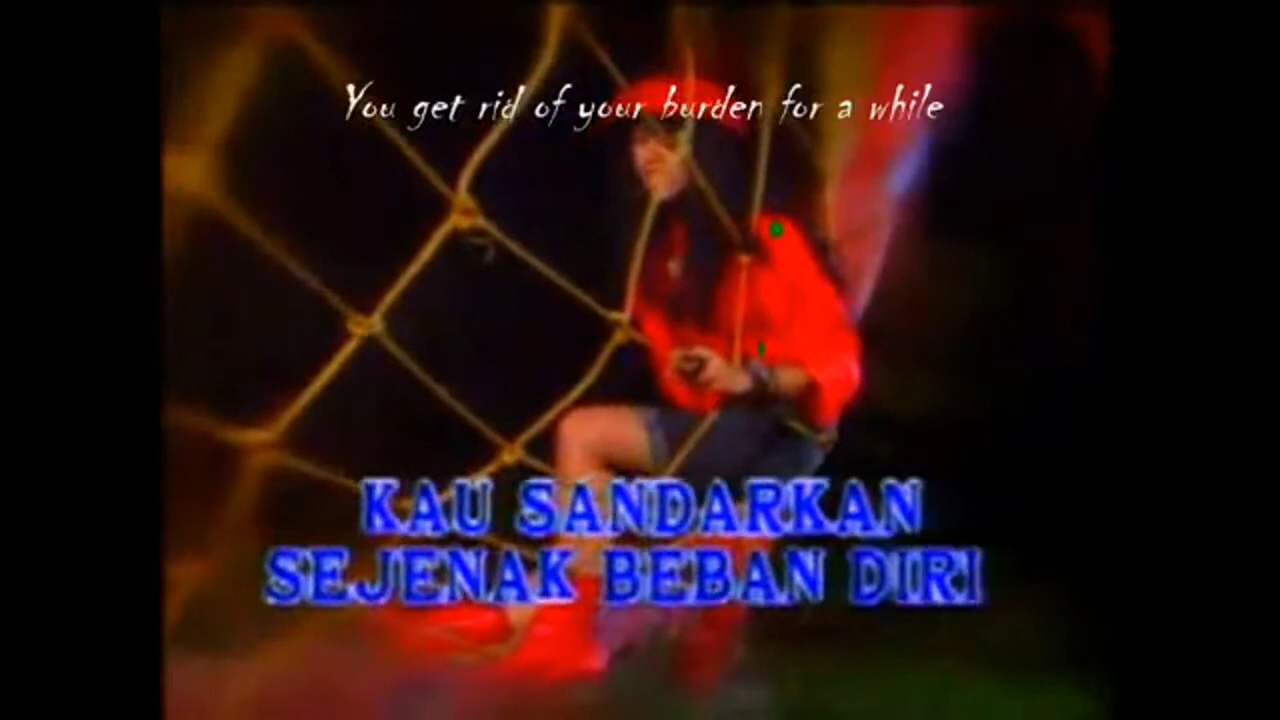 You get rid of your burden for a while
KAU SANDARKAN
SEJENAK BEBAN DIRI